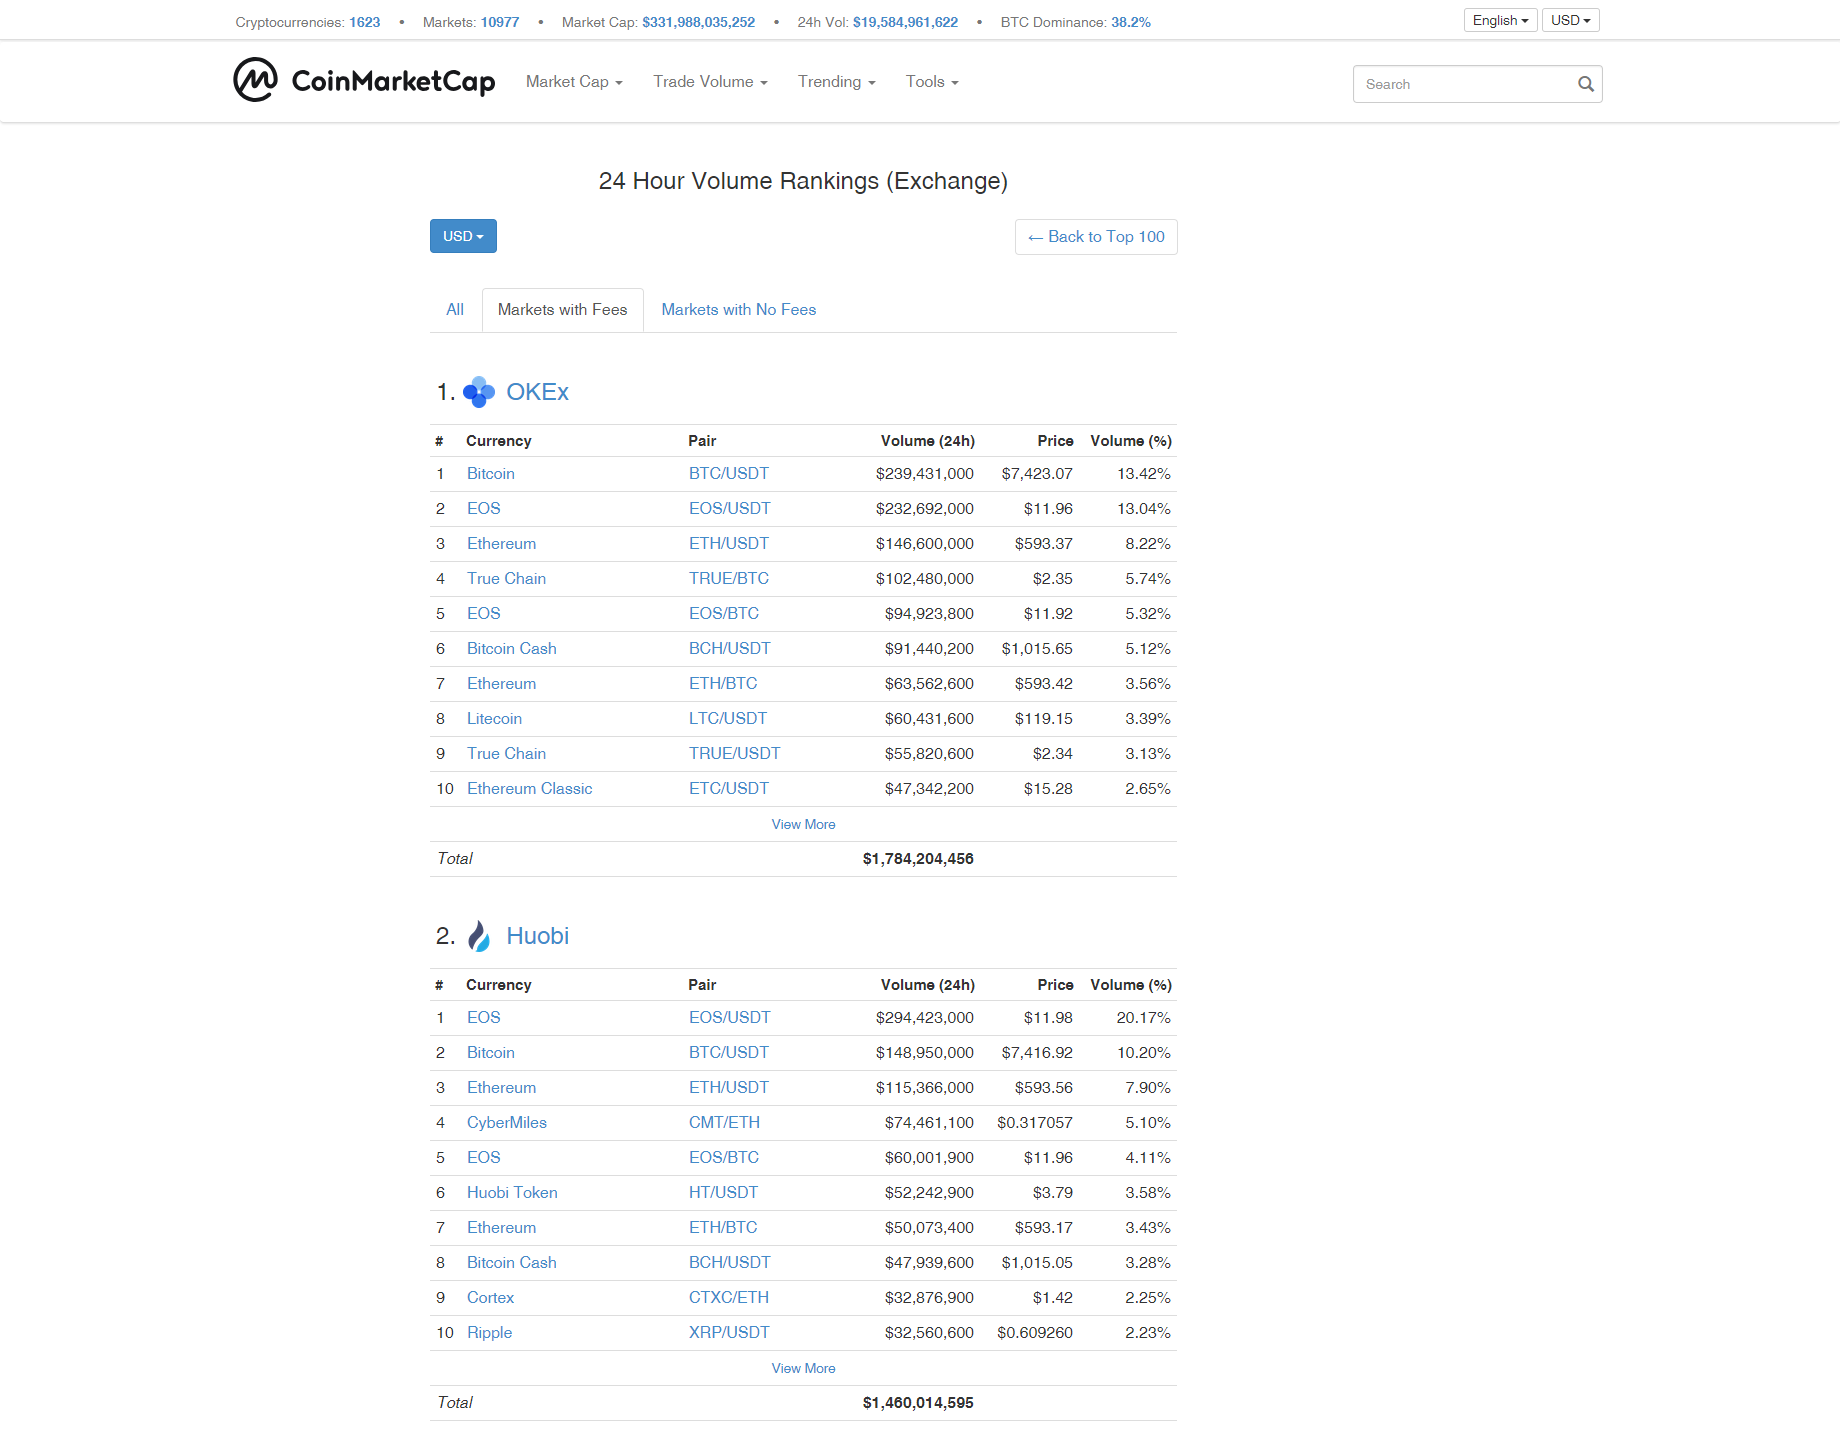 Cryptocurrencies: 1623 • Markets: 10977 • Market Cap: $331,988,035,252 • 24h Vol: $19,584,961,622 • BTC Dominance: 38.2% English USD
CoinMarketCap Market Cap Trade Volume Trending Tools Search
24 Hour Volume Rankings (Exchange)
USD ← Back to Top 100
All Markets with Fees Markets with No Fees
1. OKEx
# Currency Pair Volume (24h) Price Volume (%)
1 Bitcoin BTC/USDT $239,431,000 $7,423.07 13.42%
2 EOS EOS/USDT $232,692,000 $11.96 13.04%
3 Ethereum ETH/USDT $146,600,000 $593.37 8.22%
4 True Chain TRUE/BTC $102,480,000 $2.35 5.74%
5 EOS EOS/BTC $94,923,800 $11.92 5.32%
6 Bitcoin Cash BCH/USDT $91,440,200 $1,015.65 5.12%
7 Ethereum ETH/BTC $63,562,600 $593.42 3.56%
8 Litecoin LTC/USDT $60,431,600 $119.15 3.39%
9 True Chain TRUE/USDT $55,820,600 $2.34 3.13%
10 Ethereum Classic ETC/USDT $47,342,200 $15.28 2.65%
View More
Total $1,784,204,456
2. Huobi
# Currency Pair Volume (24h) Price Volume (%)
1 EOS EOS/USDT $294,423,000 $11.98 20.17%
2 Bitcoin BTC/USDT $148,950,000 $7,416.92 10.20%
3 Ethereum ETH/USDT $115,366,000 $593.56 7.90%
4 CyberMiles CMT/ETH $74,461,100 $0.317057 5.10%
5 EOS EOS/BTC $60,001,900 $11.96 4.11%
6 Huobi Token HT/USDT $52,242,900 $3.79 3.58%
7 Ethereum ETH/BTC $50,073,400 $593.17 3.43%
8 Bitcoin Cash BCH/USDT $47,939,600 $1,015.05 3.28%
9 Cortex CTXC/ETH $32,876,900 $1.42 2.25%
10 Ripple XRP/USDT $32,560,600 $0.609260 2.23%
View More
Total $1,460,014,595